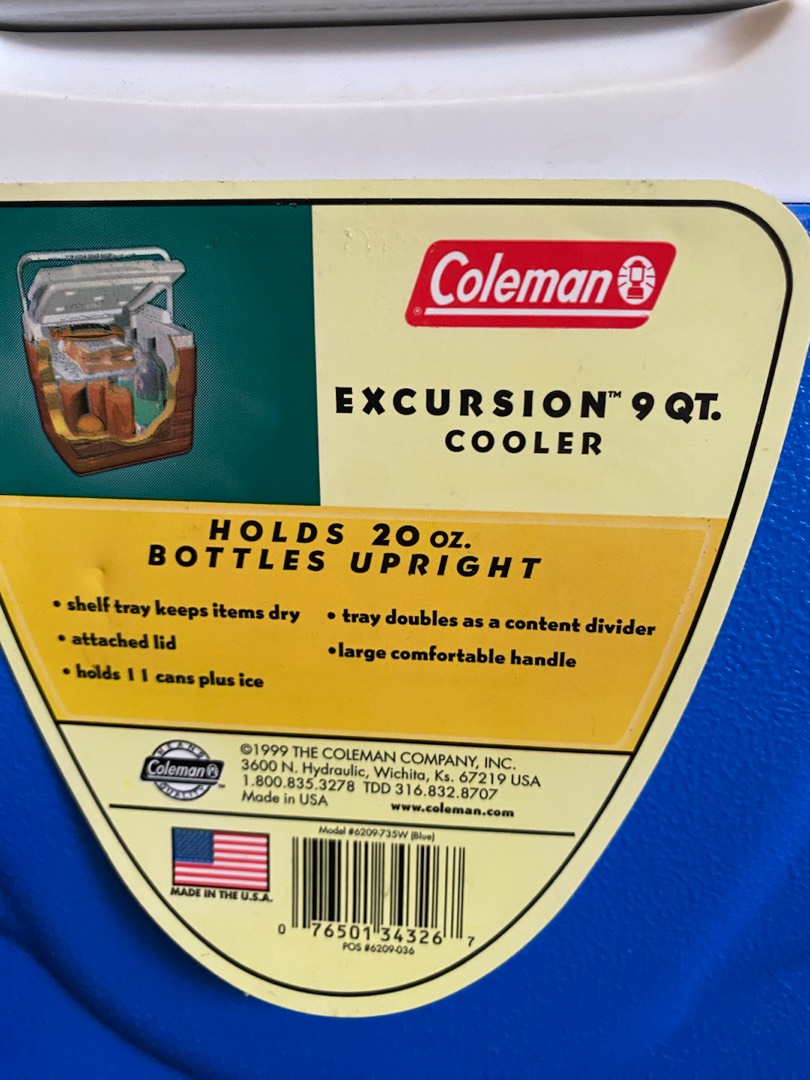 Coleman
EXCURSION™ 9 QT.
COOLER
HOLDS 20 OZ.
BOTTLES UPRIGHT
• shelf tray keeps items dry
• attached lid
• holds 11 cans plus ice
• tray doubles as a content divider
• large comfortable handle
MEANS
Coleman
QUALITY
©1999 THE COLEMAN COMPANY, INC.
3600 N. Hydraulic, Wichita, Ks. 67219 USA
1.800.835.3278 TDD 316.832.8707
Made in USA www.coleman.com
MADE IN THE U.S.A.
Model #6209-735W (Blue)
0 76501 34326 7
POS #6209-036